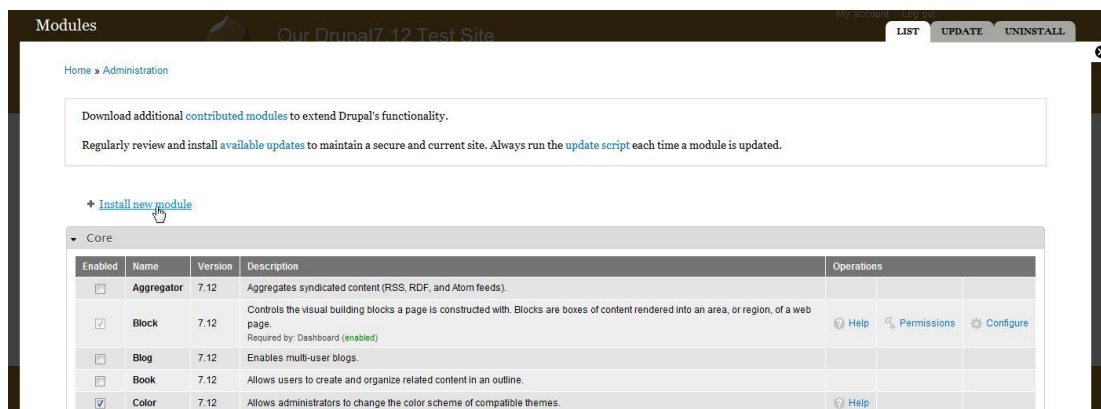 My account Log out
Modules
Our Drupal7.12 Test Site
LIST UPDATE UNINSTALL
Home » Administration
Download additional contributed modules to extend Drupal's functionality.
Regularly review and install available updates to maintain a secure and current site. Always run the update script each time a module is updated.
+ Install new module
Core
Enabled Name Version Description Operations
Aggregator 7.12 Aggregates syndicated content (RSS, RDF, and Atom feeds).
Controls the visual building blocks a page is constructed with. Blocks are boxes of content rendered into an area, or region, of a web
Block 7.12 page. Help Permissions Configure
Required by: Dashboard (enabled)
Blog 7.12 Enables multi-user blogs.
Book 7.12 Allows users to create and organize related content in an outline.
Color 7.12 Allows administrators to change the color scheme of compatible themes. Help